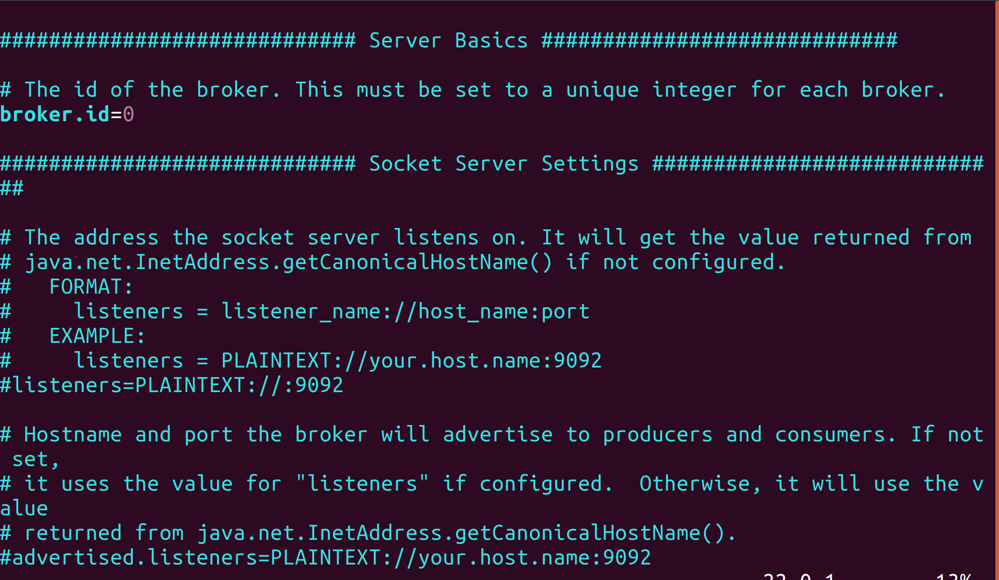 ############################# Server Basics #############################
# The id of the broker. This must be set to a unique integer for each broker.
broker.id=0
############################# Socket Server Settings ###########################
##
# The address the socket server listens on. It will get the value returned from
# java.net.InetAddress.getCanonicalHostName() if not configured.
#   FORMAT:
#     listeners = listener_name://host_name:port
#   EXAMPLE:
#     listeners = PLAINTEXT://your.host.name:9092
#listeners=PLAINTEXT://:9092
# Hostname and port the broker will advertise to producers and consumers. If not
 set,
# it uses the value for "listeners" if configured.  Otherwise, it will use the v
alue
# returned from java.net.InetAddress.getCanonicalHostName().
#advertised.listeners=PLAINTEXT://your.host.name:9092